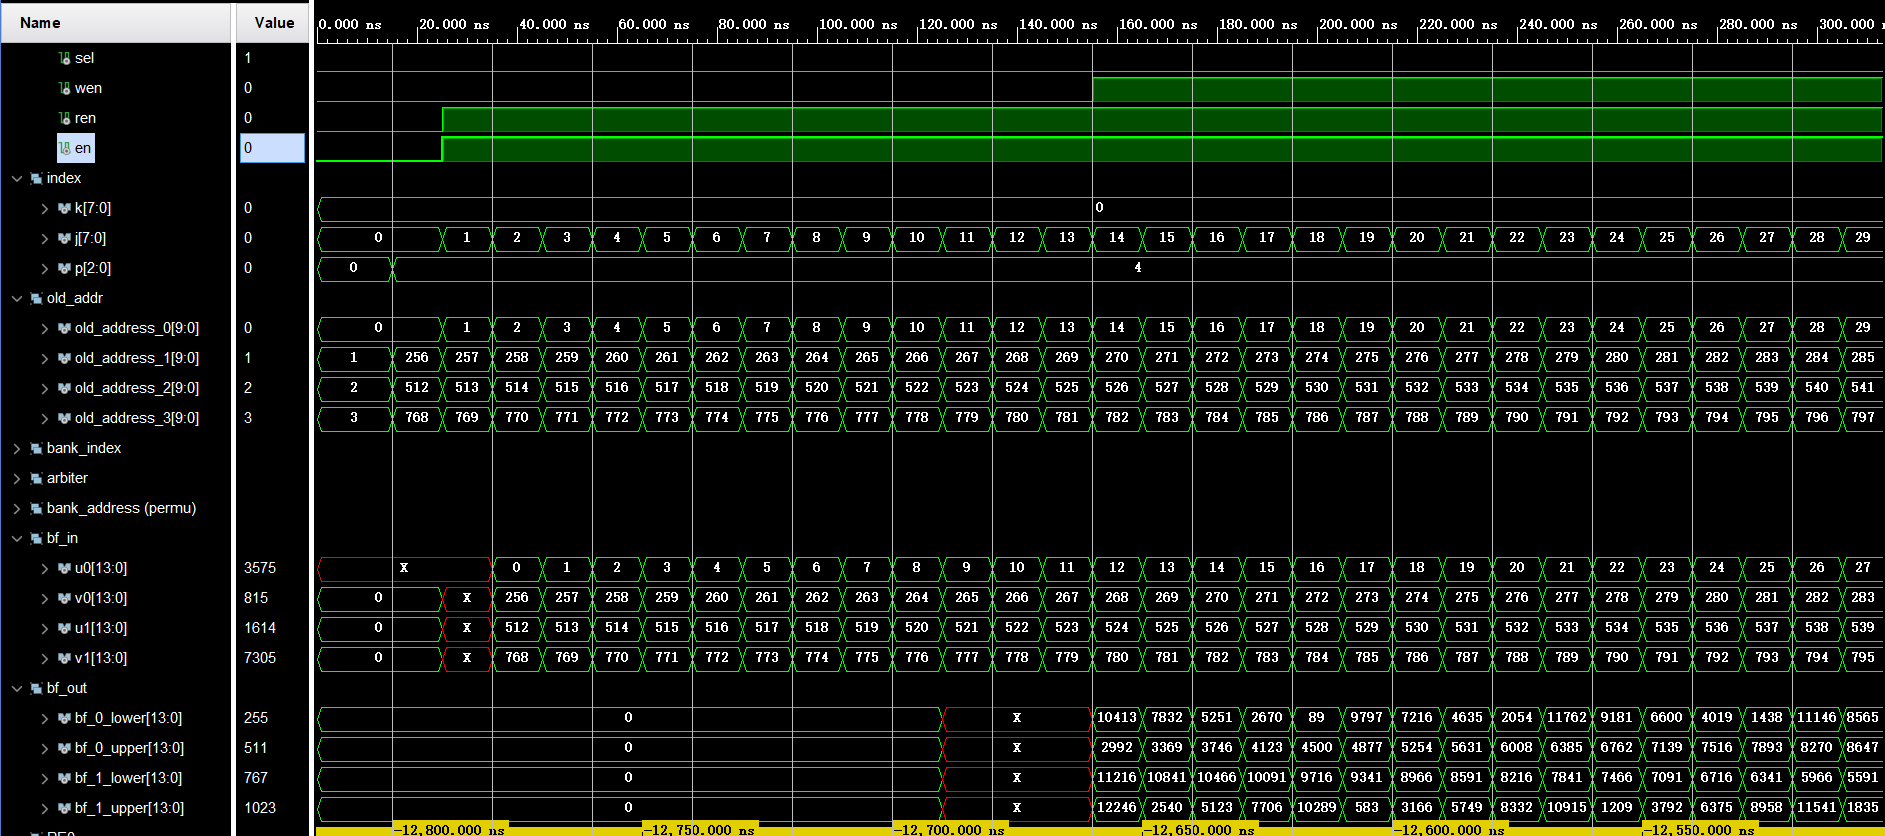 Name Value 0.000 ns 20.000 ns 40.000 ns 60.000 ns 80.000 ns 100.000 ns 120.000 ns 140.000 ns 160.000 ns 180.000 ns 200.000 ns 220.000 ns 240.000 ns 260.000 ns 280.000 ns 300.000
sel 1
wen 0
ren 0
en 0
index
k[7:0] 0 0
j[7:0] 0 0 1 2 3 4 5 6 7 8 9 10 11 12 13 14 15 16 17 18 19 20 21 22 23 24 25 26 27 28 29
p[2:0] 0 0 4
old_addr
old_address_0[9:0] 0 0 1 2 3 4 5 6 7 8 9 10 11 12 13 14 15 16 17 18 19 20 21 22 23 24 25 26 27 28 29
old_address_1[9:0] 1 1 256 257 258 259 260 261 262 263 264 265 266 267 268 269 270 271 272 273 274 275 276 277 278 279 280 281 282 283 284 285
old_address_2[9:0] 2 2 512 513 514 515 516 517 518 519 520 521 522 523 524 525 526 527 528 529 530 531 532 533 534 535 536 537 538 539 540 541
old_address_3[9:0] 3 3 768 769 770 771 772 773 774 775 776 777 778 779 780 781 782 783 784 785 786 787 788 789 790 791 792 793 794 795 796 797
bank_index
arbiter
bank_address (permu)
bf_in
u0[13:0] 3575 X 0 1 2 3 4 5 6 7 8 9 10 11 12 13 14 15 16 17 18 19 20 21 22 23 24 25 26 27
v0[13:0] 815 0 X 256 257 258 259 260 261 262 263 264 265 266 267 268 269 270 271 272 273 274 275 276 277 278 279 280 281 282 283
u1[13:0] 1614 0 X 512 513 514 515 516 517 518 519 520 521 522 523 524 525 526 527 528 529 530 531 532 533 534 535 536 537 538 539
v1[13:0] 7305 0 X 768 769 770 771 772 773 774 775 776 777 778 779 780 781 782 783 784 785 786 787 788 789 790 791 792 793 794 795
bf_out
bf_0_lower[13:0] 255 0 X 10413 7832 5251 2670 89 9797 7216 4635 2054 11762 9181 6600 4019 1438 11146 8565
bf_0_upper[13:0] 511 0 X 2992 3369 3746 4123 4500 4877 5254 5631 6008 6385 6762 7139 7516 7893 8270 8647
bf_1_lower[13:0] 767 0 X 11216 10841 10466 10091 9716 9341 8966 8591 8216 7841 7466 7091 6716 6341 5966 5591
bf_1_upper[13:0] 1023 0 X 12246 2540 5123 7706 10289 583 3166 5749 8332 10915 1209 3792 6375 8958 11541 1835
-12,800.000 ns -12,750.000 ns -12,700.000 ns -12,650.000 ns -12,600.000 ns -12,550.000 ns